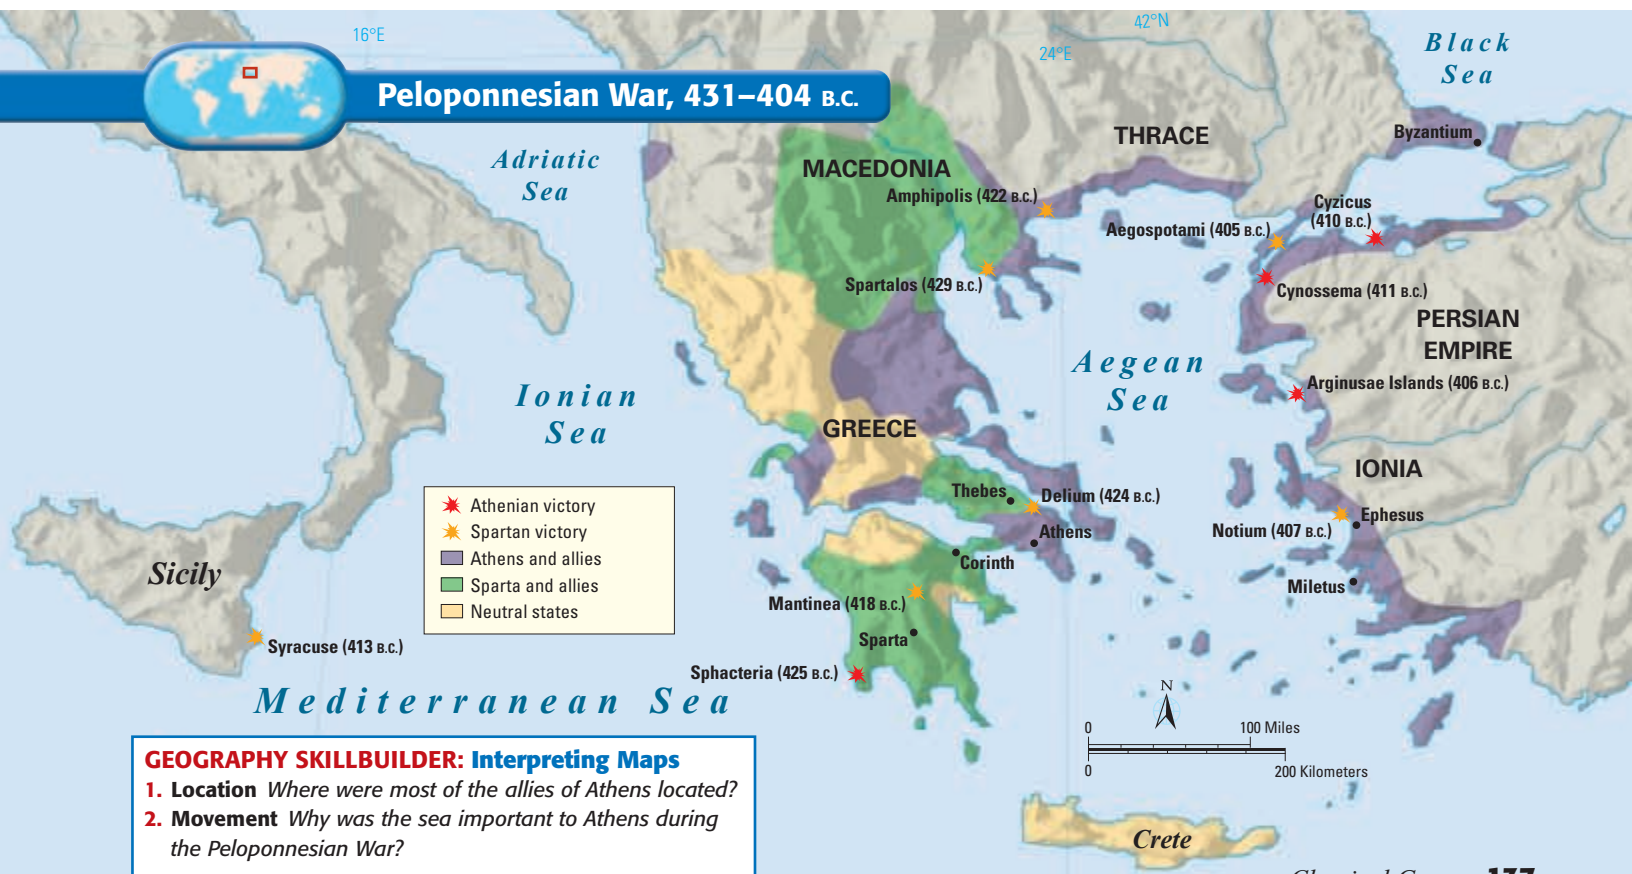 16°E
42°N
24°E
Black
Sea
Peloponnesian War, 431–404 B.C.
Adriatic
Sea
THRACE
Byzantium
MACEDONIA
Amphipolis (422 B.C.)
Cyzicus
(410 B.C.)
Aegospotami (405 B.C.)
Spartalos (429 B.C.)
Cynossema (411 B.C.)
PERSIAN
EMPIRE
Aegean
Sea
Arginusae Islands (406 B.C.)
Ionian
Sea
GREECE
IONIA
Athenian victory
Spartan victory
Athens and allies
Sparta and allies
Neutral states
Thebes
Delium (424 B.C.)
Ephesus
Notium (407 B.C.)
Athens
Corinth
Sicily
Miletus
Mantinea (418 B.C.)
Sparta
Syracuse (413 B.C.)
Sphacteria (425 B.C.)
Mediterranean Sea
N
0
100 Miles
0
200 Kilometers
GEOGRAPHY SKILLBUILDER: Interpreting Maps
1. Location Where were most of the allies of Athens located?
2. Movement Why was the sea important to Athens during
the Peloponnesian War?
Crete
137